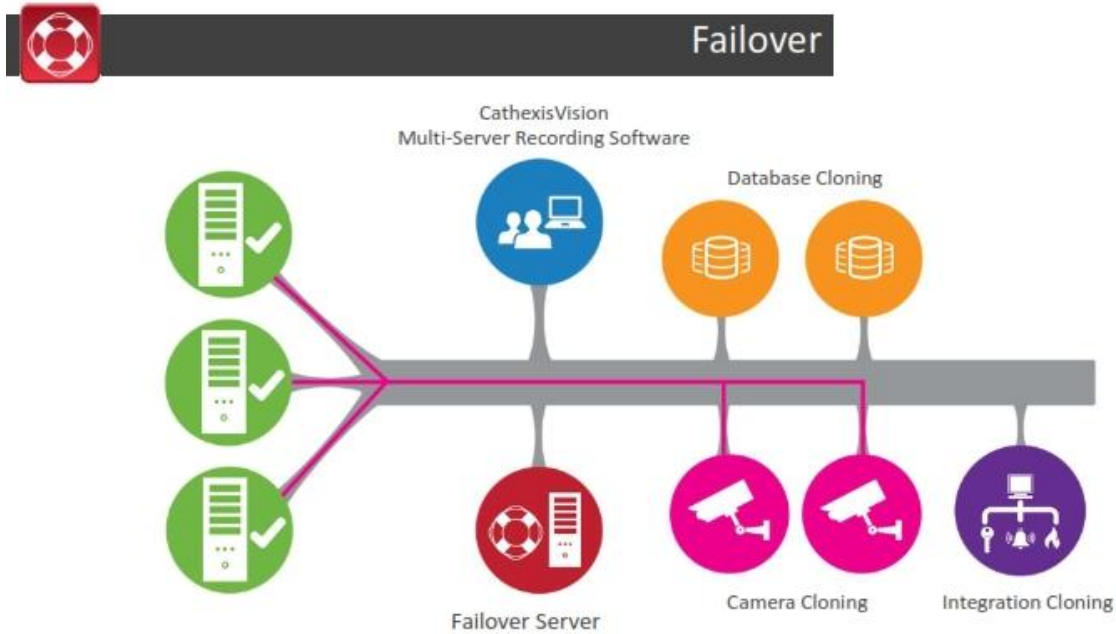 Failover
CathexisVision
Multi-Server Recording Software
Database Cloning
Failover Server
Camera Cloning
Integration Cloning